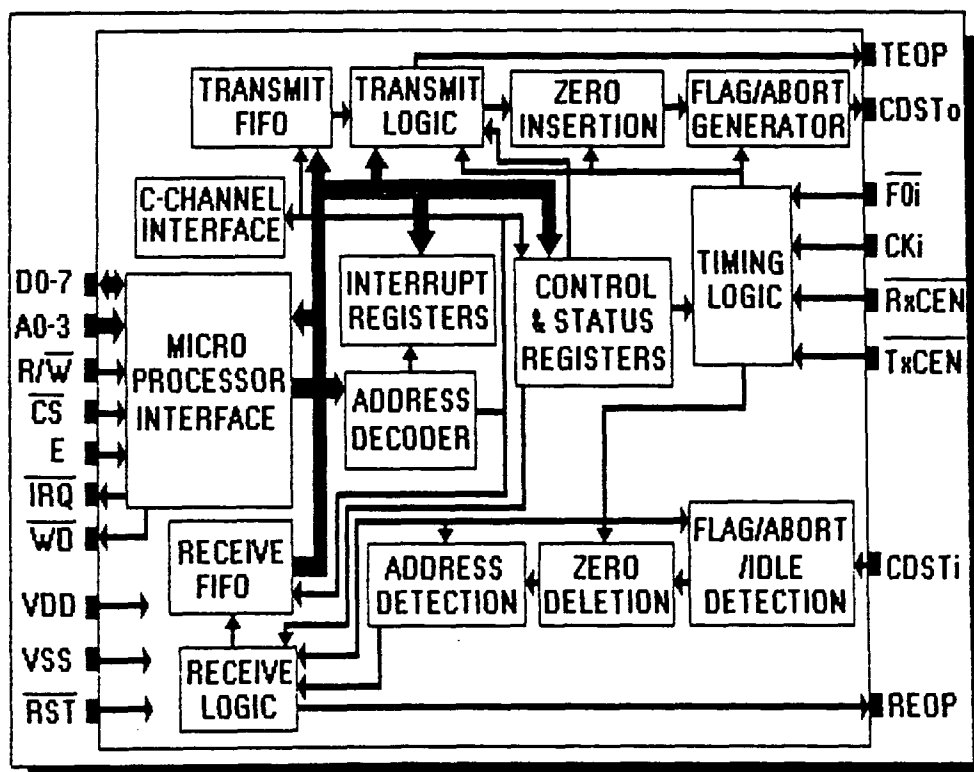 TRANSMIT
FIFO
TRANSMIT
LOGIC
ZERO
INSERTION
FLAG/ABORT
GENERATOR
TEOP
CDSTo
C-CHANNEL
INTERFACE
F0i
CKi
RxCEN
TxCEN
TIMING
LOGIC
INTERRUPT
REGISTERS
CONTROL
& STATUS
REGISTERS
D0-7
A0-3
R/W
CS
E
IRQ
WD
MICRO
PROCESSOR
INTERFACE
ADDRESS
DECODER
RECEIVE
FIFO
ADDRESS
DETECTION
ZERO
DELETION
FLAG/ABORT
/IDLE
DETECTION
CDSTi
VDD
VSS
RST
RECEIVE
LOGIC
REOP